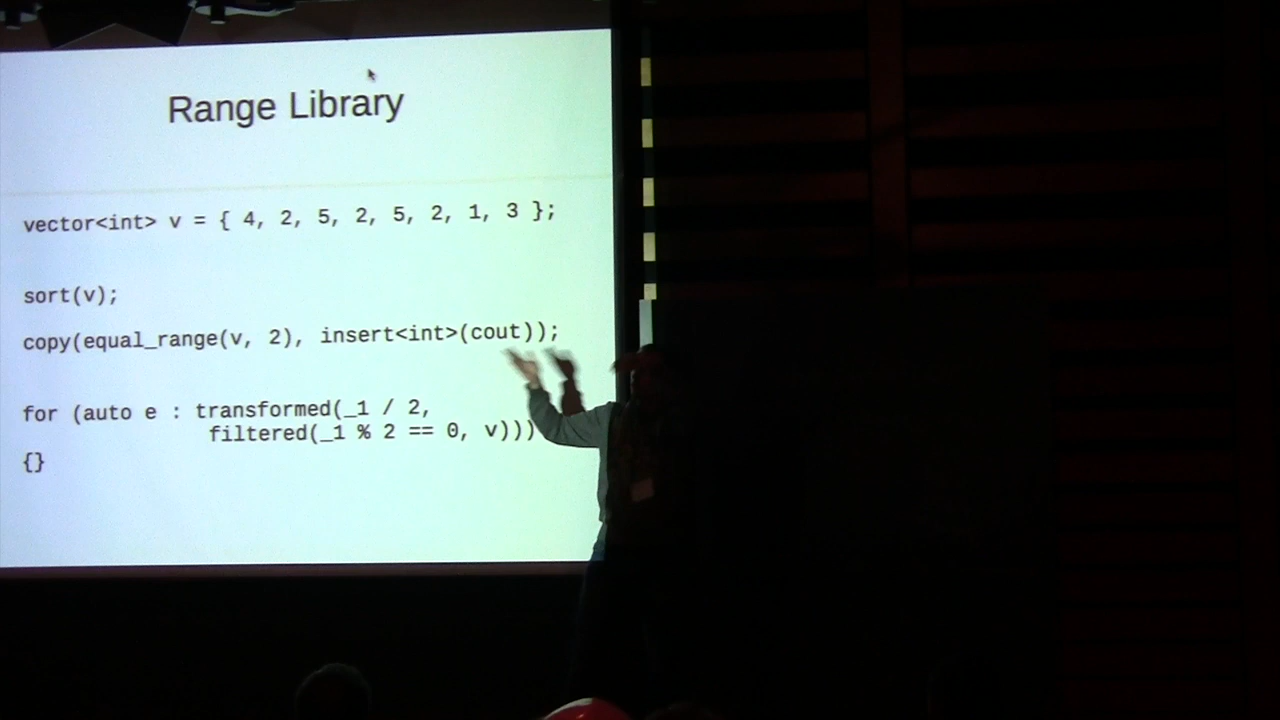 Range Library
vector<int> v = { 4, 2, 5, 2, 5, 2, 1, 3 };
sort(v);
copy(equal_range(v, 2), insert<int>(cout));
for (auto e : transformed(_1 / 2,
filtered(_1 % 2 == 0, v)))
{}